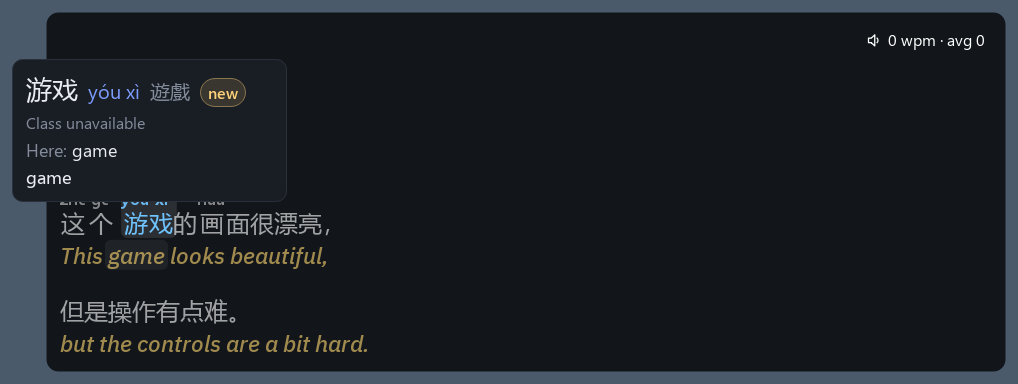 0 wpm · avg 0
游戏 yóu xì 遊戲 new
Class unavailable
Here: game
game
这个游戏的画面很漂亮，
This game looks beautiful,
但是操作有点难。
but the controls are a bit hard.